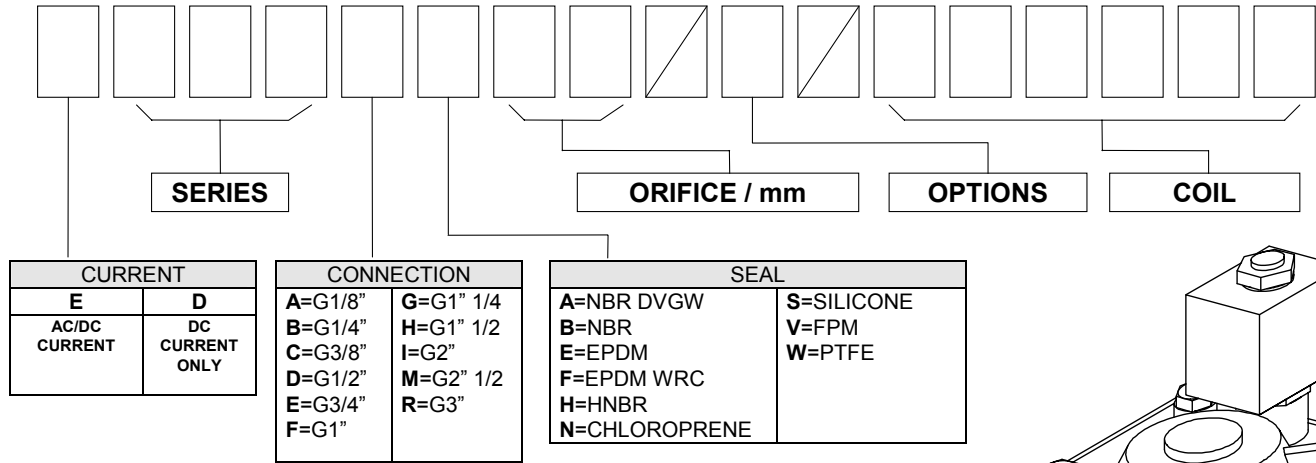 SERIES
ORIFICE / mm
OPTIONS
COIL
CURRENT
E D
AC/DC CURRENT
DC CURRENT ONLY
CONNECTION
A=G1/8” G=G1” 1/4
B=G1/4” H=G1” 1/2
C=G3/8” I=G2”
D=G1/2” M=G2” 1/2
E=G3/4” R=G3”
F=G1”
SEAL
A=NBR DVGW S=SILICONE
B=NBR V=FPM
E=EPDM W=PTFE
F=EPDM WRC
H=HNBR
N=CHLOROPRENE